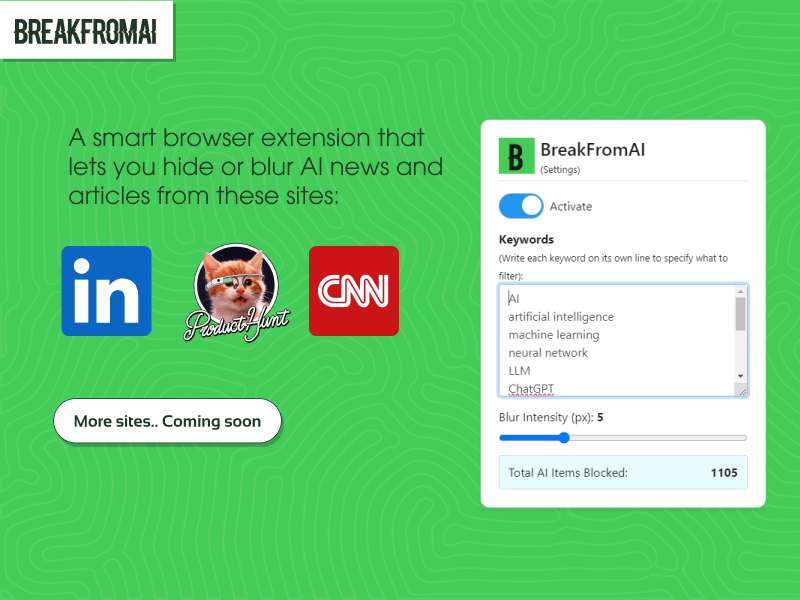 BREAKFROMAI
A smart browser extension that
lets you hide or blur AI news and
articles from these sites:
in
Product Hunt
CNN
More sites.. Coming soon
B
BreakFromAI
(Settings)
Activate
Keywords
(Write each keyword on its own line to specify what to
filter):
AI
artificial intelligence
machine learning
neural network
LLM
ChatGPT
Blur Intensity (px): 5
Total AI Items Blocked: 1105